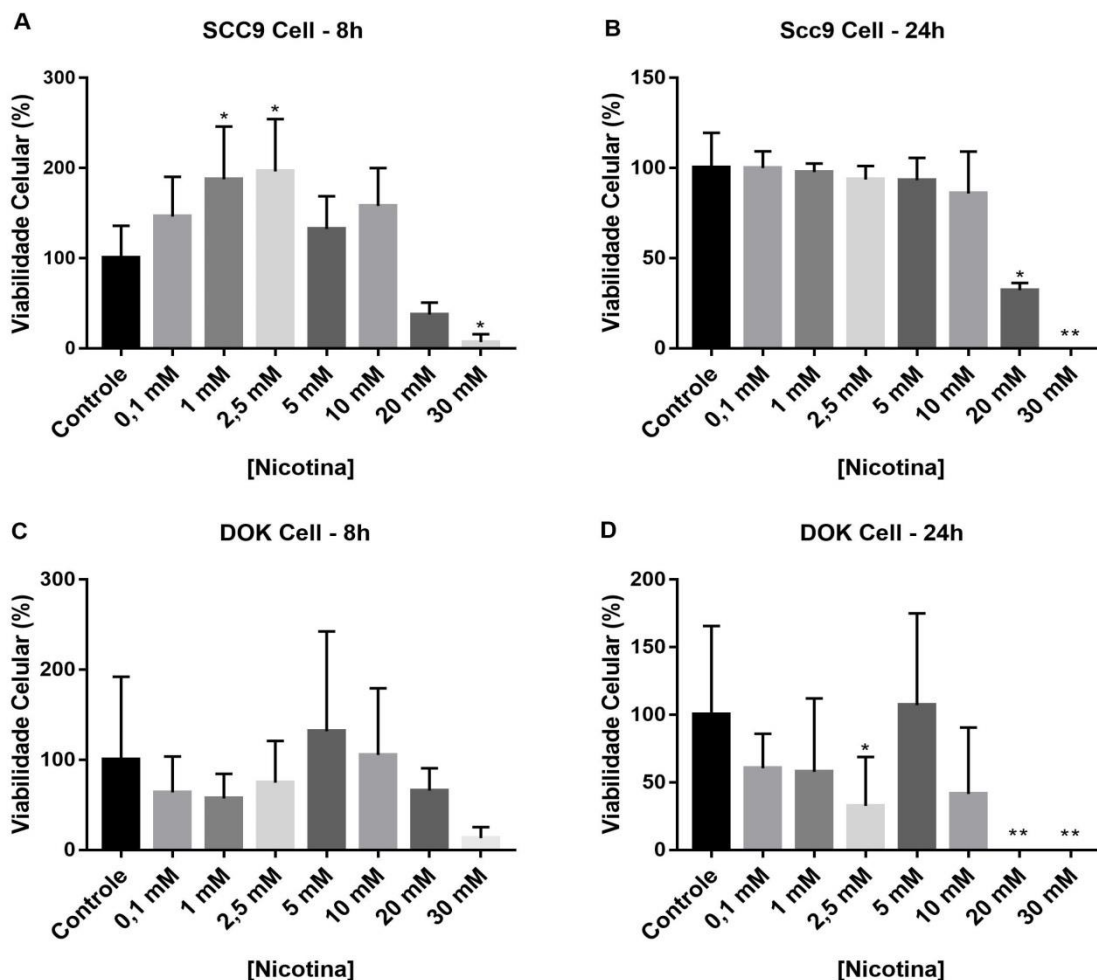 A
SCC9 Cell - 8h
Viabilidade Celular (%)
300
200
100
0
*
*
*
Controle
0,1 mM
1 mM
2,5 mM
5 mM
10 mM
20 mM
30 mM
[Nicotina]
B
Scc9 Cell - 24h
Viabilidade Celular (%)
150
100
50
0
*
**
Controle
0,1 mM
1 mM
2,5 mM
5 mM
10 mM
20 mM
30 mM
[Nicotina]
C
DOK Cell - 8h
Viabilidade Celular (%)
300
200
100
0
Controle
0,1 mM
1 mM
2,5 mM
5 mM
10 mM
20 mM
30 mM
[Nicotina]
D
DOK Cell - 24h
Viabilidade Celular (%)
200
150
100
50
0
*
**
**
Controle
0,1 mM
1 mM
2,5 mM
5 mM
10 mM
20 mM
30 mM
[Nicotina]